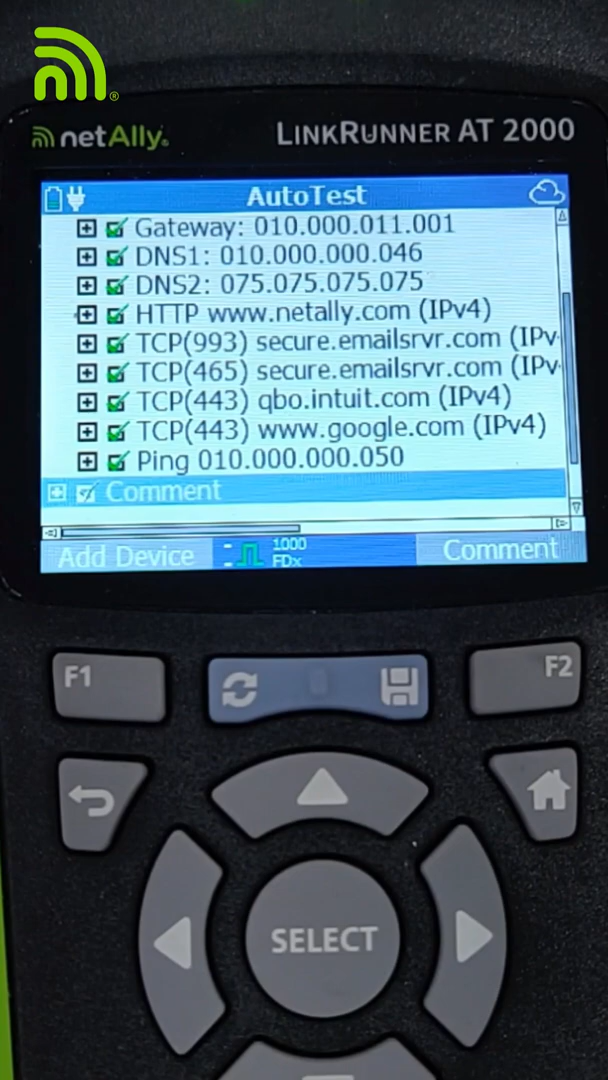 ®
netAlly®
LINKRUNNER AT 2000
AutoTest
Gateway: 010.000.011.001
DNS1: 010.000.000.046
DNS2: 075.075.075.075
HTTP www.netally.com (IPv4)
TCP(993) secure.emailsrvr.com (IPv
TCP(465) secure.emailsrvr.com (IPv
TCP(443) qbo.intuit.com (IPv4)
TCP(443) www.google.com (IPv4)
Ping 010.000.000.050
Comment
Add Device
1000
FDx
Comment
F1
F2
SELECT